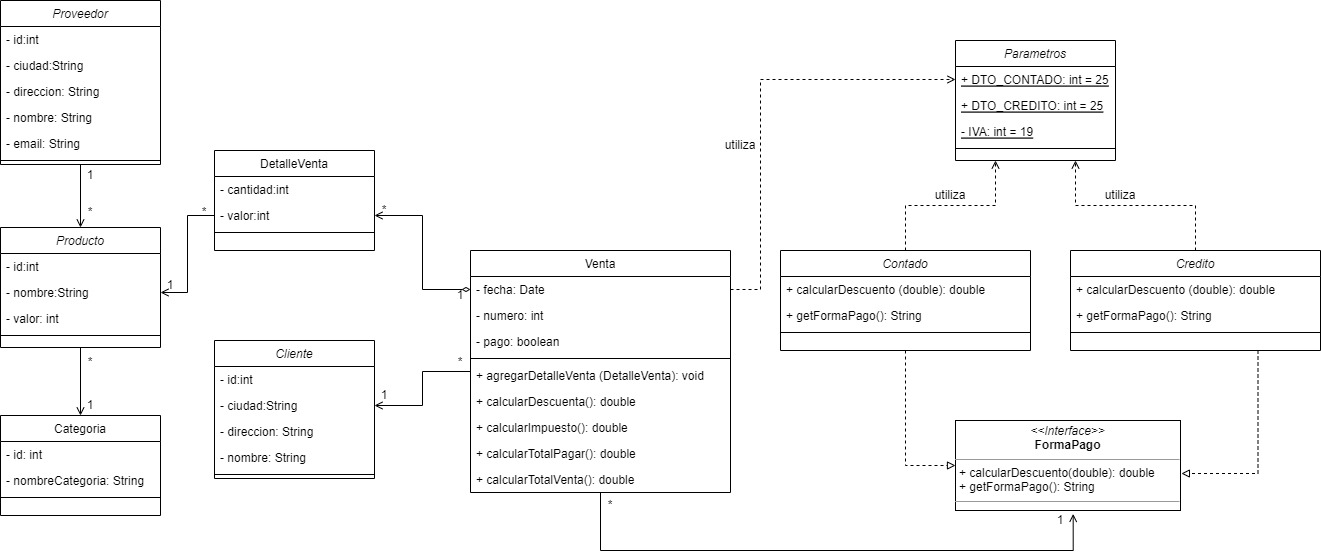 Proveedor
- id:int
- ciudad:String
- direccion: String
- nombre: String
- email: String
1
*
Producto
- id:int
- nombre:String
- valor: int
*
1
Categoria
- id: int
- nombreCategoria: String
DetalleVenta
- cantidad:int
- valor:int
*
1
*
1
Cliente
- id:int
- ciudad:String
- direccion: String
- nombre: String
*
1
Venta
- fecha: Date
- numero: int
- pago: boolean
+ agregarDetalleVenta (DetalleVenta): void
+ calcularDescuenta(): double
+ calcularImpuesto(): double
+ calcularTotalPagar(): double
+ calcularTotalVenta(): double
*
1
utiliza
Parametros
+ DTO_CONTADO: int = 25
+ DTO_CREDITO: int = 25
- IVA: int = 19
utiliza
utiliza
Contado
+ calcularDescuento (double): double
+ getFormaPago(): String
Credito
+ calcularDescuento (double): double
+ getFormaPago(): String
<<Interface>>
FormaPago
+ calcularDescuento(double): double
+ getFormaPago(): String